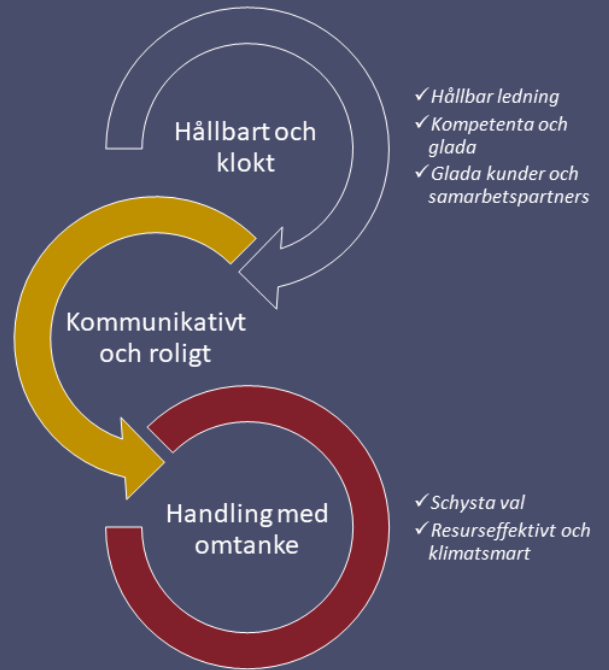 Hållbart och
klokt
✓Hållbar ledning
✓Kompetenta och
glada
✓Glada kunder och
samarbetspartners
Kommunikativt
och roligt
Handling med
omtanke
✓Schysta val
✓Resurseffektivt och
klimatsmart